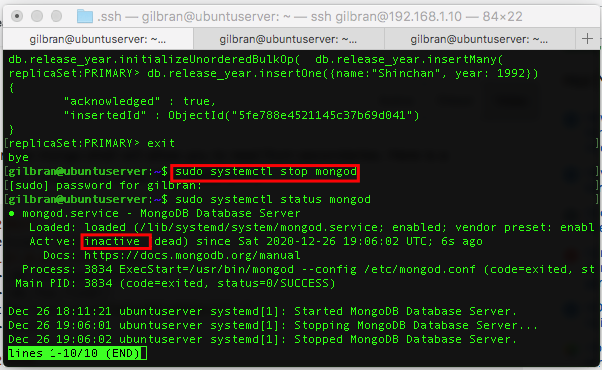 .ssh — gilbran@ubuntuserver: ~ — ssh gilbran@192.168.1.10 — 84×22
gilbran@ubuntuserver: ~... gilbran@ubuntuserver: ~... gilbran@ubuntuserver: ~... +
db.release_year.initializeUnorderedBulkOp(  db.release_year.insertMany(
replicaSet:PRIMARY> db.release_year.insertOne({name:"Shinchan", year: 1992})
{
"acknowledged" : true,
"insertedId" : ObjectId("5fe788e4521145c37b69d041")
}
[replicaSet:PRIMARY> exit
bye
[gilbran@ubuntuserver:~$ sudo systemctl stop mongod
[[sudo] password for gilbran:
[gilbran@ubuntuserver:~$ sudo systemctl status mongod
● mongod.service - MongoDB Database Server
Loaded: loaded (/lib/systemd/system/mongod.service; enabled; vendor preset: enabl
Active: inactive dead) since Sat 2020-12-26 19:06:02 UTC; 6s ago
Docs: https://docs.mongodb.org/manual
Process: 3834 ExecStart=/usr/bin/mongod --config /etc/mongod.conf (code=exited, st
Main PID: 3834 (code=exited, status=0/SUCCESS)
Dec 26 18:11:21 ubuntuserver systemd[1]: Started MongoDB Database Server.
Dec 26 19:06:01 ubuntuserver systemd[1]: Stopping MongoDB Database Server...
Dec 26 19:06:02 ubuntuserver systemd[1]: Stopped MongoDB Database Server.
lines 1-10/10 (END)